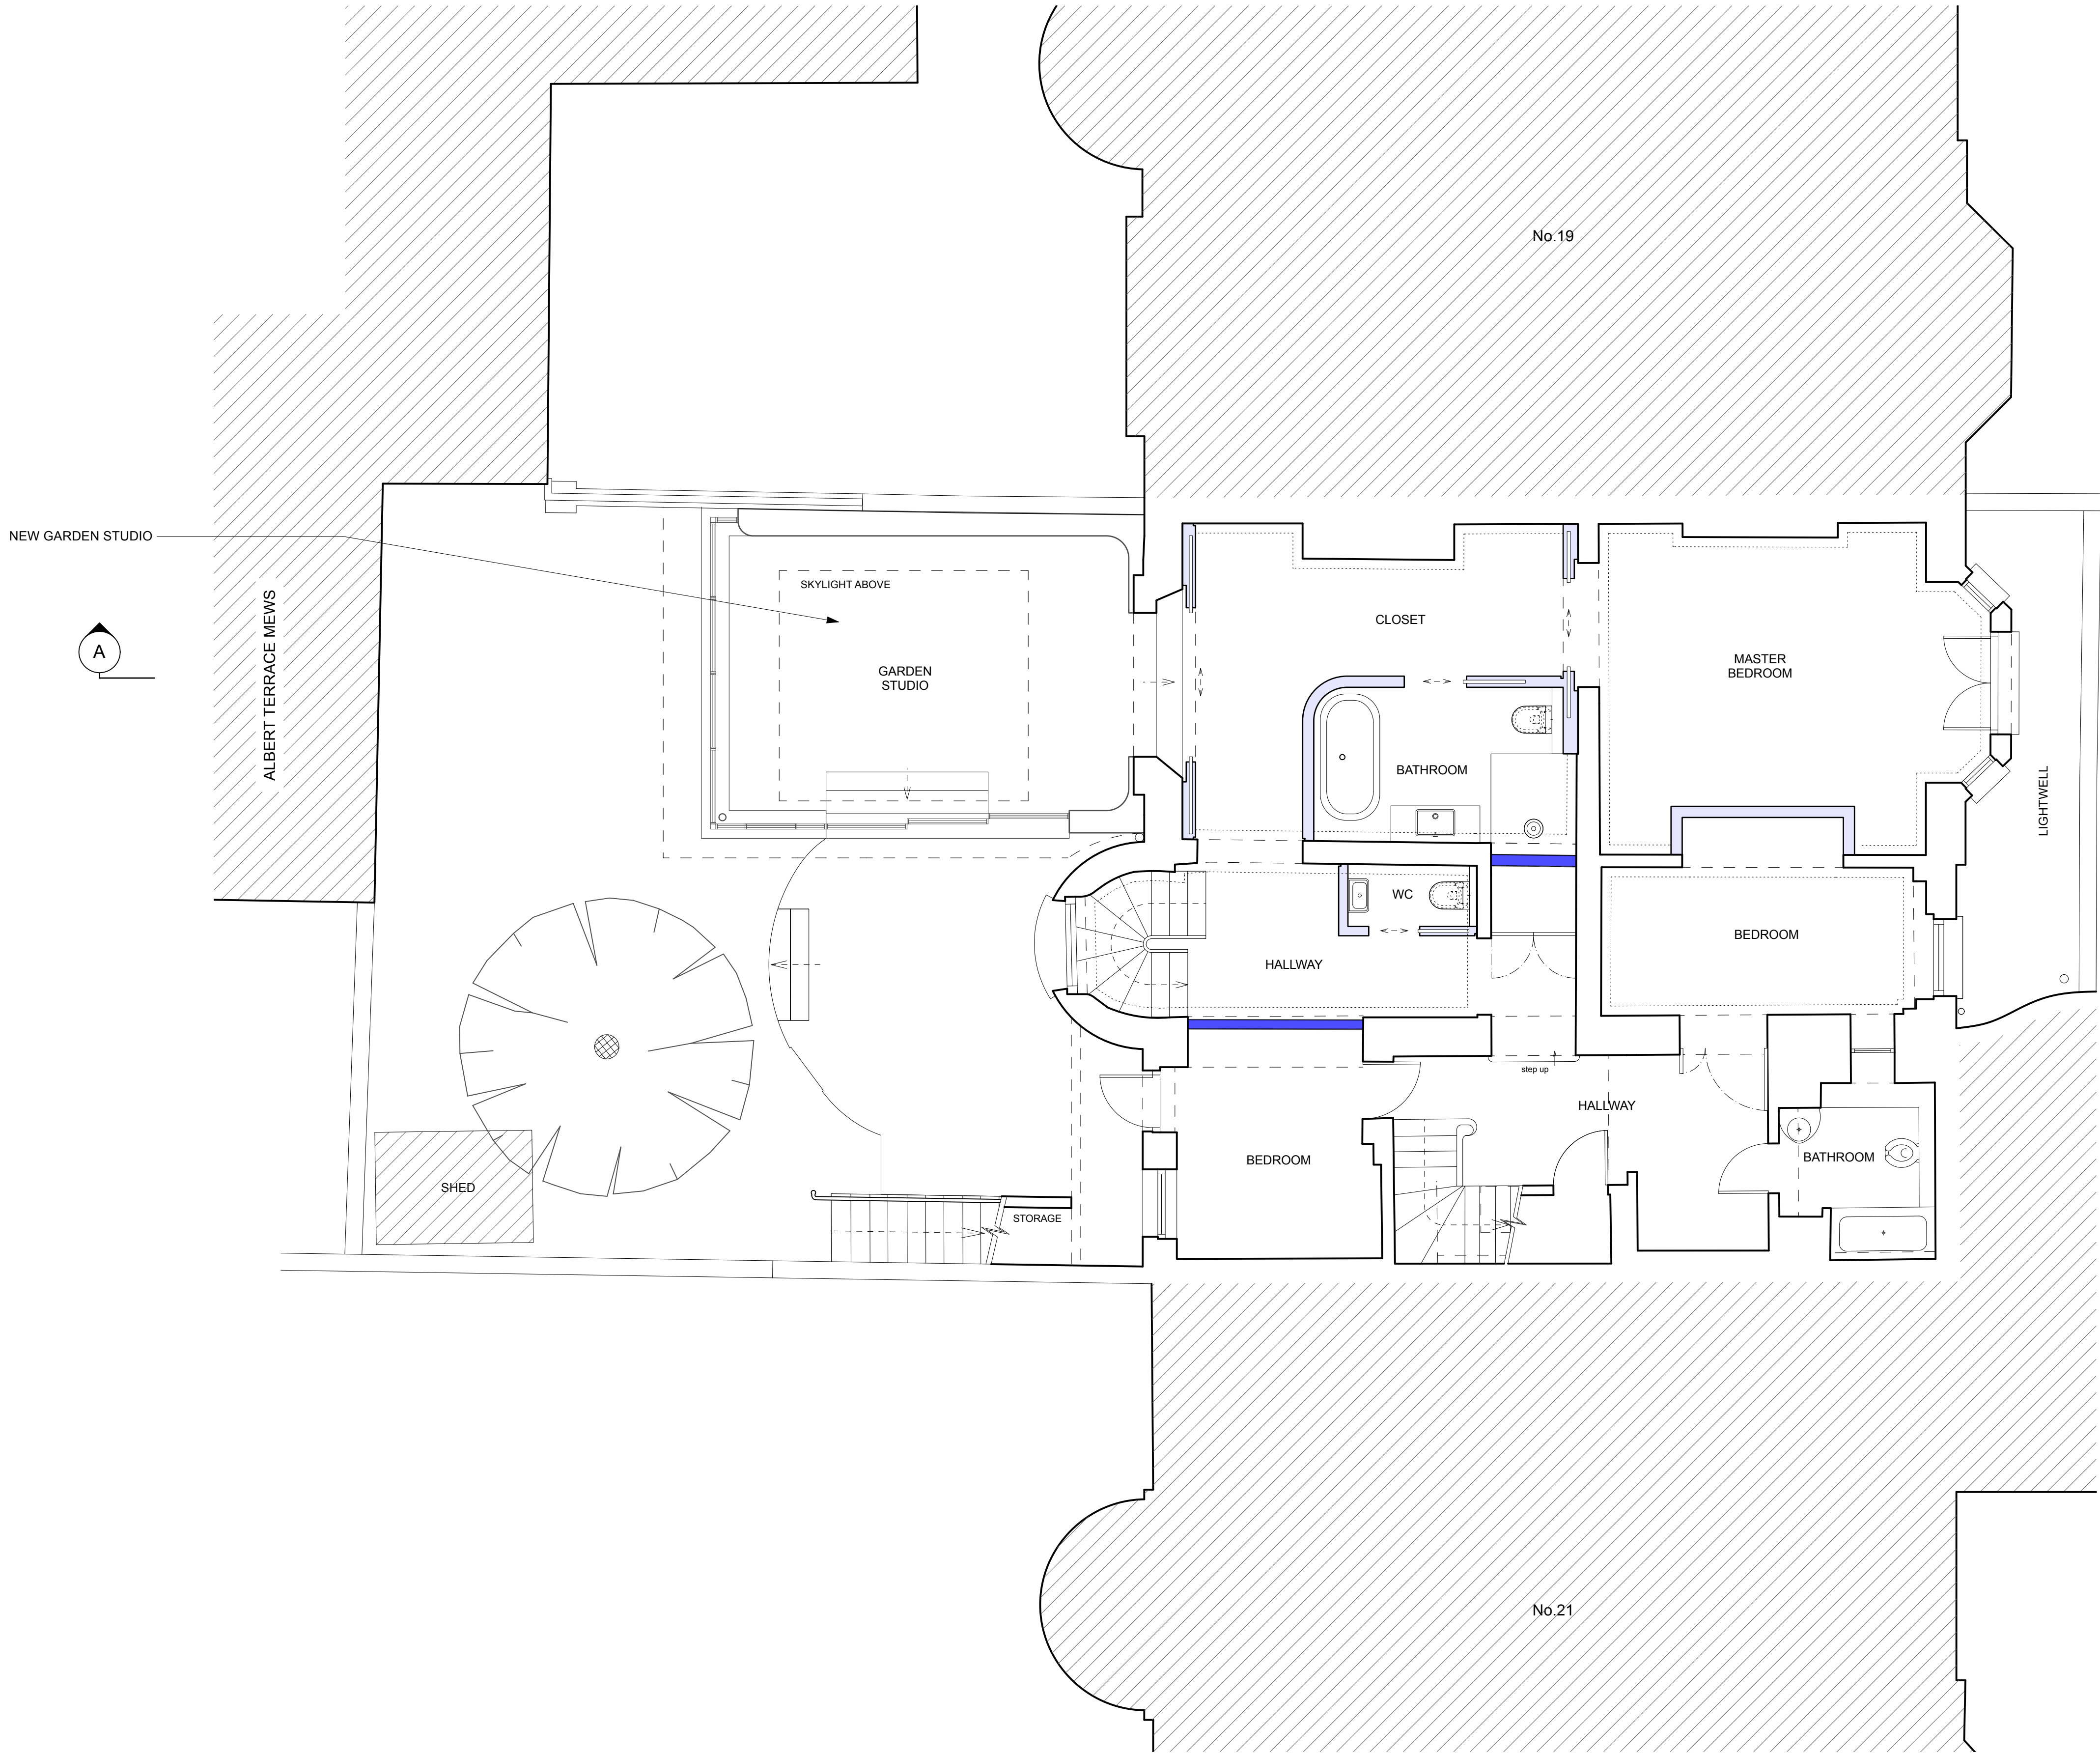 No.19
NEW GARDEN STUDIO
SKYLIGHT ABOVE
ALBERT TERRACE MEWS
A
CLOSET
GARDEN
STUDIO
MASTER
BEDROOM
BATHROOM
LIGHTWELL
WC
BEDROOM
HALLWAY
step up
HALLWAY
BEDROOM
BATHROOM
SHED
STORAGE
No.21